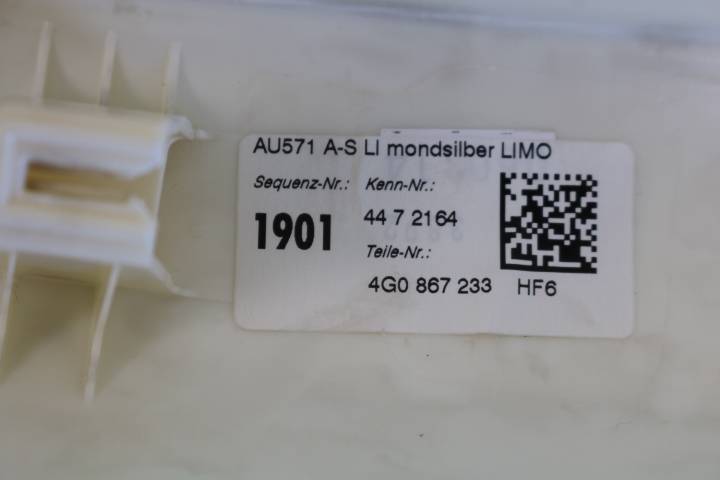 AU571 A-S LI mondsilber LIMO
Sequenz-Nr.: Kenn-Nr.:
1901 44 7 2164
Teile-Nr.:
4G0 867 233 HF6